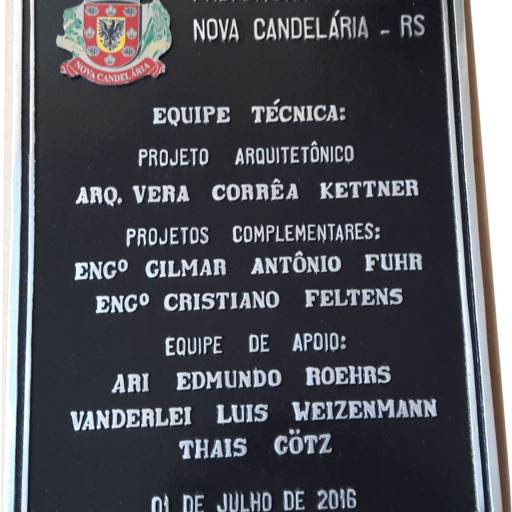 NOVA CANDELÁRIA - RS
NOVA CANDELÁRIA
EQUIPE TÉCNICA:
PROJETO ARQUITETÔNICO
ARQ. VERA CORRÊA KETTNER
PROJETOS COMPLEMENTARES:
ENGº GILMAR ANTÔNIO FUHR
ENGº CRISTIANO FELTENS
EQUIPE DE APOIO:
ARI EDMUNDO ROEHRS
VANDERLEI LUIS WEIZENMANN
THAIS GÖTZ
01 DE JULHO DE 2016